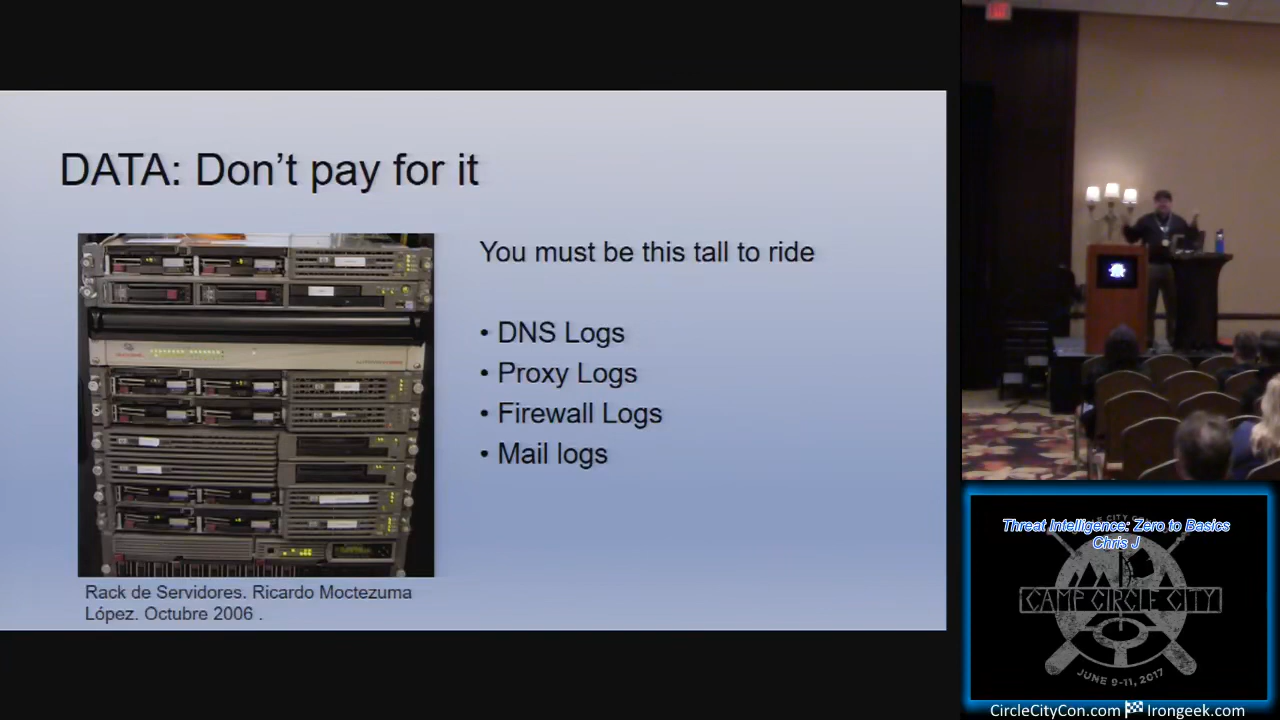 DATA: Don’t pay for it
You must be this tall to ride
• DNS Logs
• Proxy Logs
• Firewall Logs
• Mail logs
Rack de Servidores. Ricardo Moctezuma
López. Octubre 2006 .
Threat Intelligence: Zero to Basics
Chris J
CAMP CIRCLE CITY
JUNE 9-11, 2017
CircleCityCon.com Irongeek.com